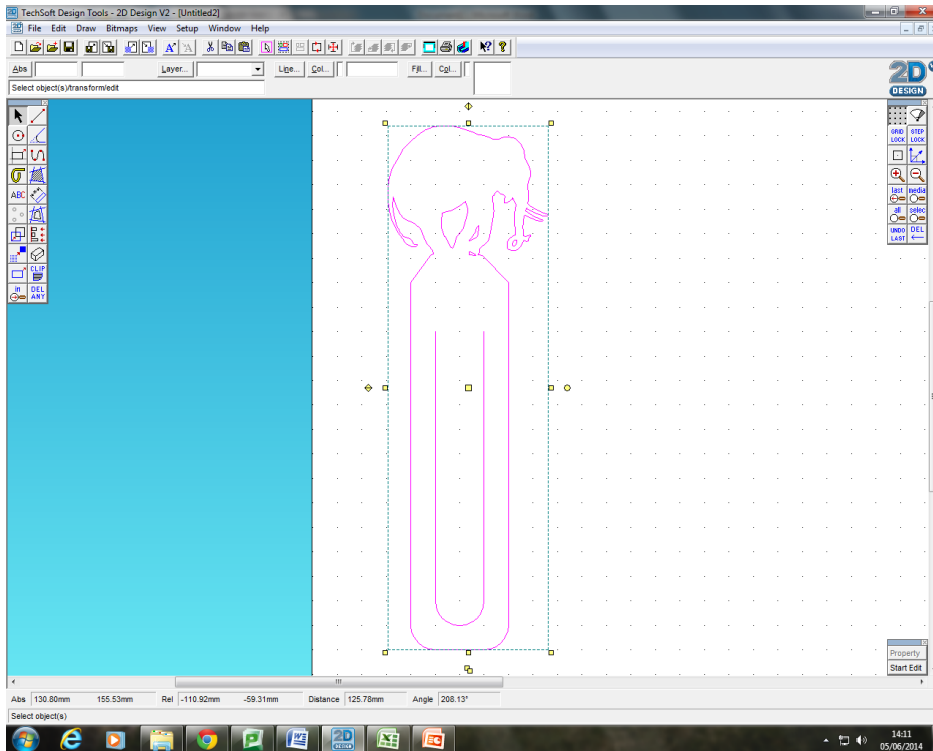 TechSoft Design Tools - 2D Design V2 - [Untitled2]
File Edit Draw Bitmaps View Setup Window Help
Abs Layer... Line... Col... Fill... Col...
Select object(s)/transform/edit
2D
DESIGN
GRID LOCK STEP LOCK
ABC
last media
all selec
UNDO LAST DEL
CLIP
in DEL ANY
Property
Start Edit
Abs 130.80mm 155.53mm Rel -110.92mm -59.31mm Distance 125.78mm Angle 208.13°
Select object(s)
2D
DESIGN
14:11
05/06/2014